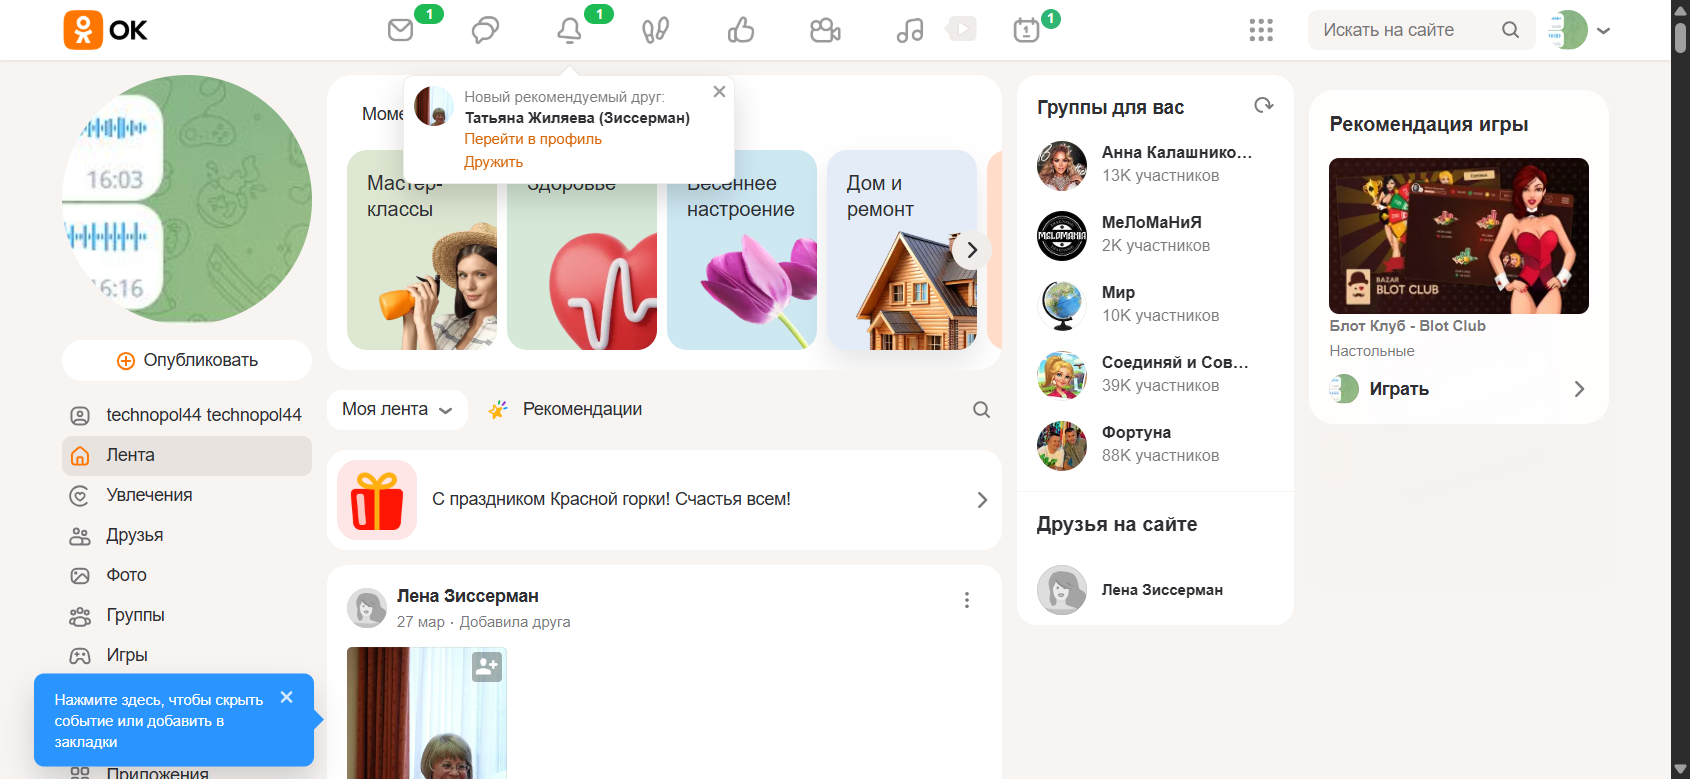 OK
1
1
1
1
Искать на сайте
16:03
16:16
Опубликовать
technopol44 technopol44
Лента
Увлечения
Друзья
Фото
Группы
Игры
Нажмите здесь, чтобы скрыть
событие или добавить в
закладки
Приложения
Новый рекомендуемый друг:
Татьяна Жиляева (Зиссерман)
Перейти в профиль
Дружить
Моме
Мастер-
классы
Здоровье
Весеннее
настроение
Дом и
ремонт
Моя лента
Рекомендации
С праздником Красной горки! Счастья всем!
Лена Зиссерман
27 мар · Добавила друга
Группы для вас
Анна Калашнико...
13K участников
МеЛоМаНиЯ
2K участников
MELOMANIA
Мир
10K участников
Соединяй и Сов...
39K участников
Фортуна
88K участников
Друзья на сайте
Лена Зиссерман
Рекомендация игры
BAZAR
BLOT CLUB
Блот Клуб - Blot Club
Настольные
Играть